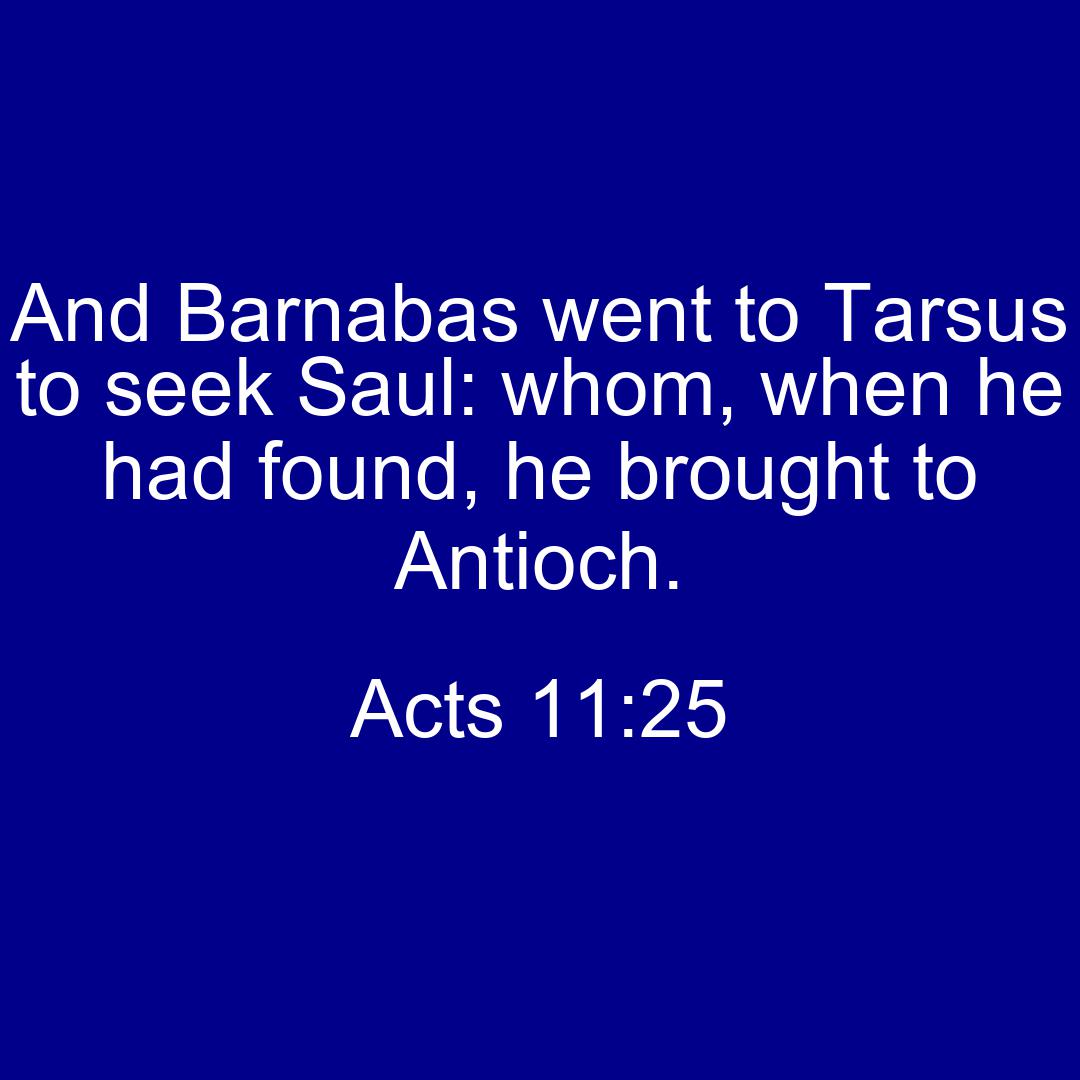 And Barnabas went to Tarsus
to seek Saul: whom, when he
had found, he brought to
Antioch.
Acts 11:25